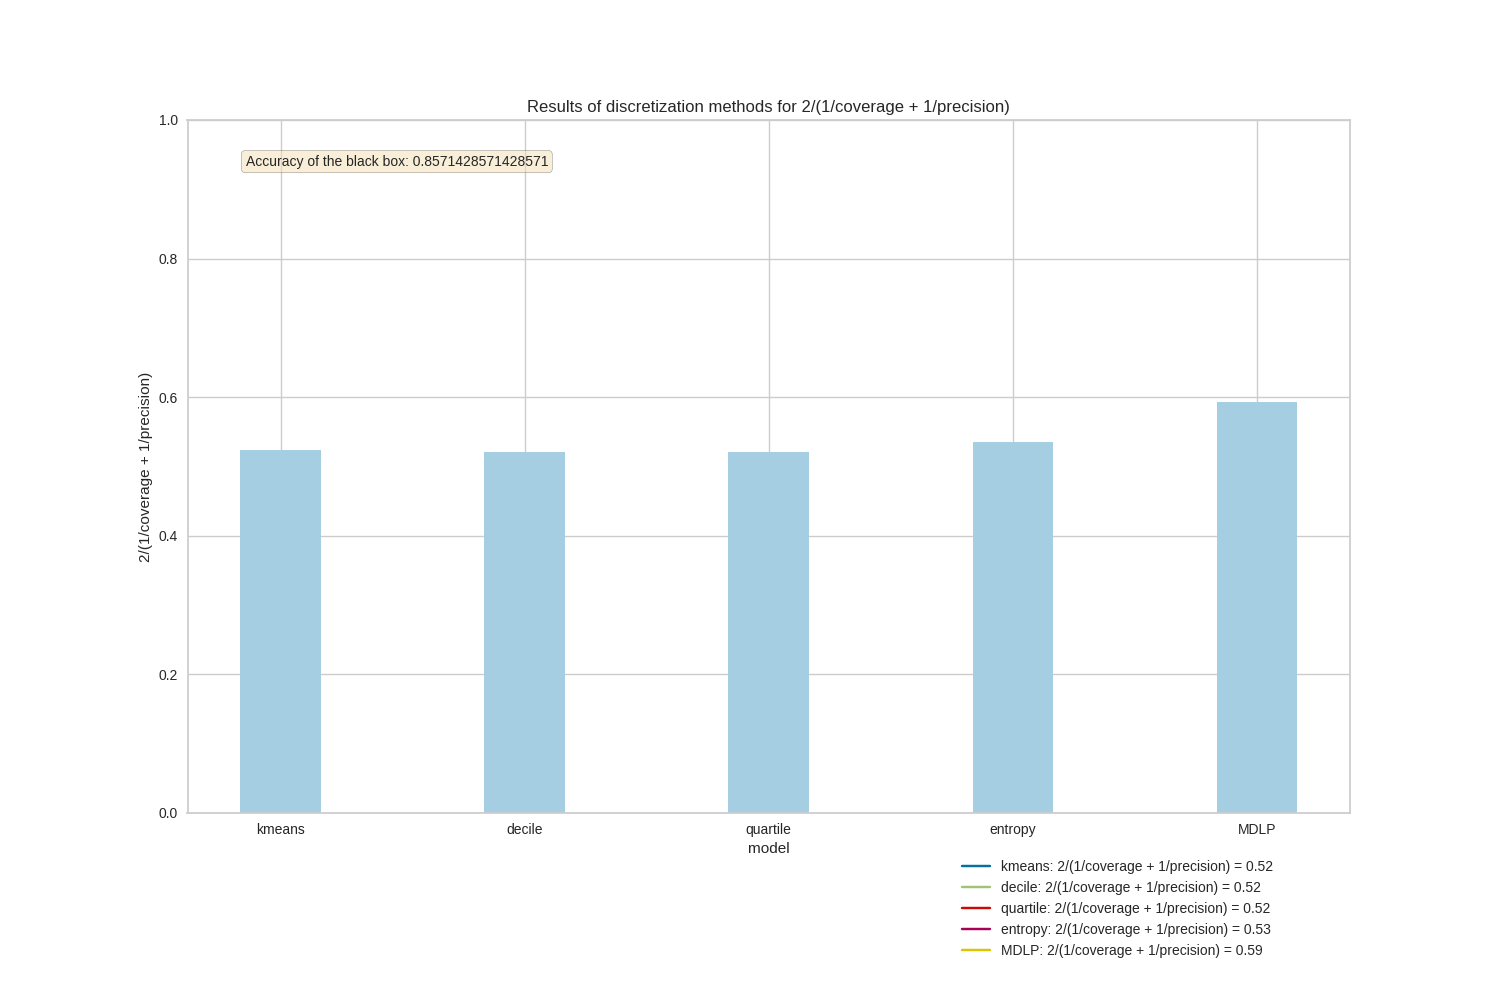 Results of discretization methods for 2/(1/coverage + 1/precision)
1.0
Accuracy of the black box: 0.8571428571428571
0.8
0.6
2/(1/coverage + 1/precision)
0.4
0.2
0.0
kmeans decile quartile entropy MDLP
model
kmeans: 2/(1/coverage + 1/precision) = 0.52
decile: 2/(1/coverage + 1/precision) = 0.52
quartile: 2/(1/coverage + 1/precision) = 0.52
entropy: 2/(1/coverage + 1/precision) = 0.53
MDLP: 2/(1/coverage + 1/precision) = 0.59